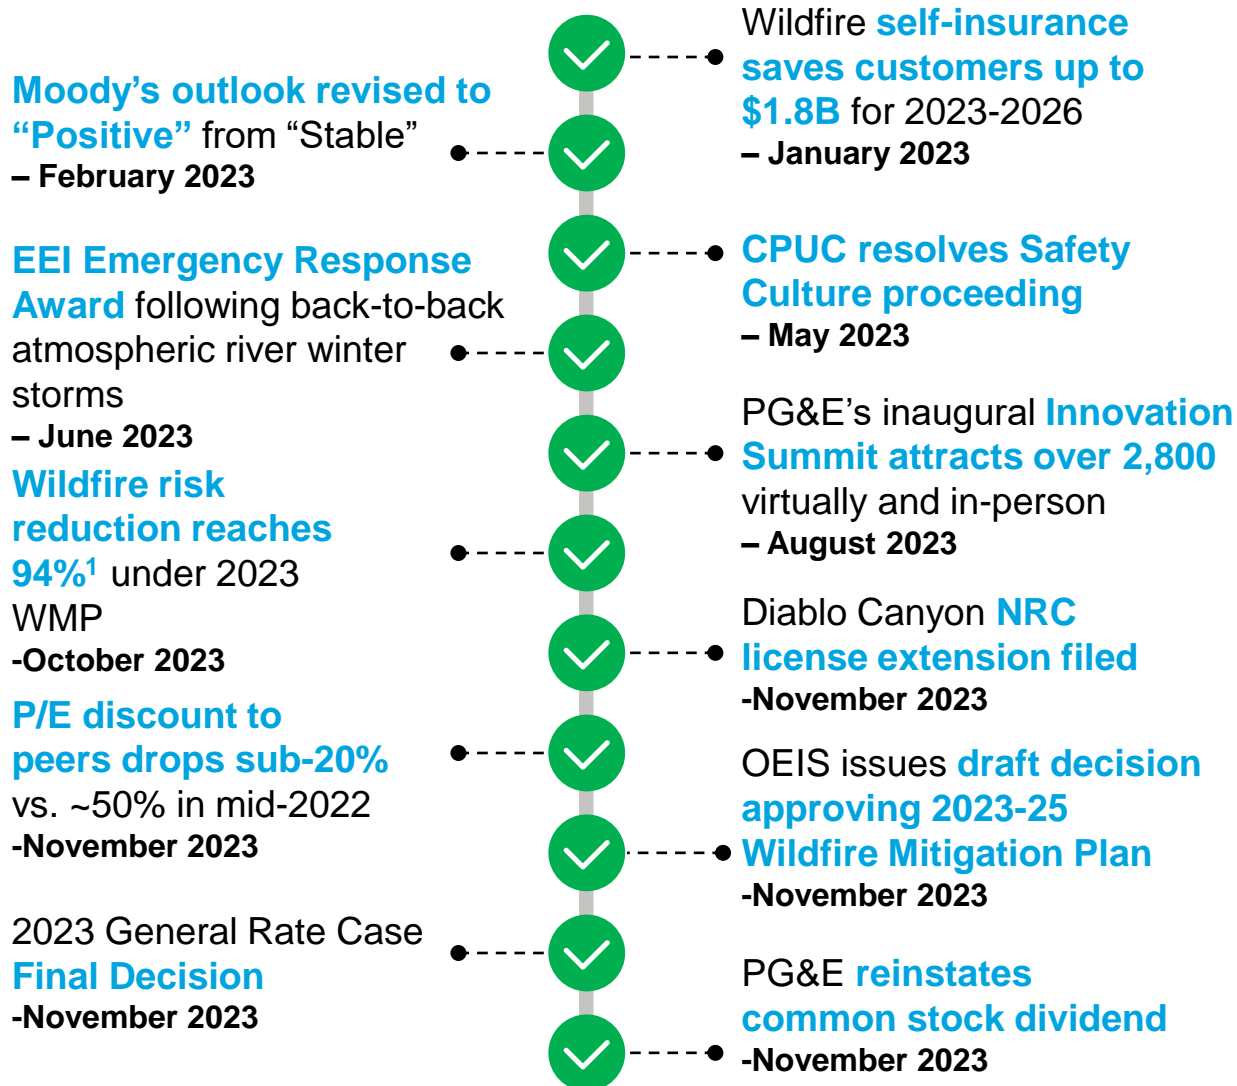 Wildfire self-insurance
saves customers up to
$1.8B for 2023-2026
– January 2023
Moody’s outlook revised to
“Positive” from “Stable”
– February 2023
CPUC resolves Safety
Culture proceeding
– May 2023
EEI Emergency Response
Award following back-to-back
atmospheric river winter
storms
– June 2023
PG&E’s inaugural Innovation
Summit attracts over 2,800
virtually and in-person
– August 2023
Wildfire risk
reduction reaches
94%¹ under 2023
WMP
-October 2023
Diablo Canyon NRC
license extension filed
-November 2023
P/E discount to
peers drops sub-20%
vs. ~50% in mid-2022
-November 2023
OEIS issues draft decision
approving 2023-25
Wildfire Mitigation Plan
-November 2023
2023 General Rate Case
Final Decision
-November 2023
PG&E reinstates
common stock dividend
-November 2023